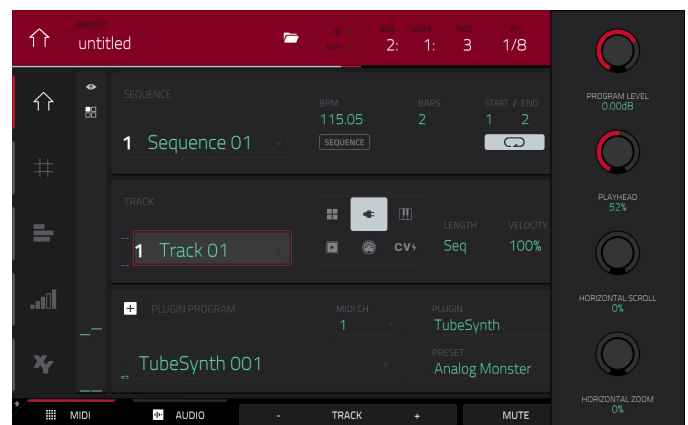 PROJECT
untitled
IN
OUT
BAR BEAT TICK TC
2: 1: 3 1/8
SEQUENCE
BPM BARS START / END
115.05 2 1 2
1 Sequence 01
SEQUENCE
TRACK
LENGTH VELOCITY
1 Track 01
CV
Seq 100%
PLUGIN PROGRAM MIDI CH PLUGIN
1 TubeSynth
PRESET
TubeSynth 001
Analog Monster
XY
MIDI AUDIO - TRACK + MUTE
PROGRAM LEVEL
0.00dB
PLAYHEAD
52%
HORIZONTAL SCROLL
0%
HORIZONTAL ZOOM
0%